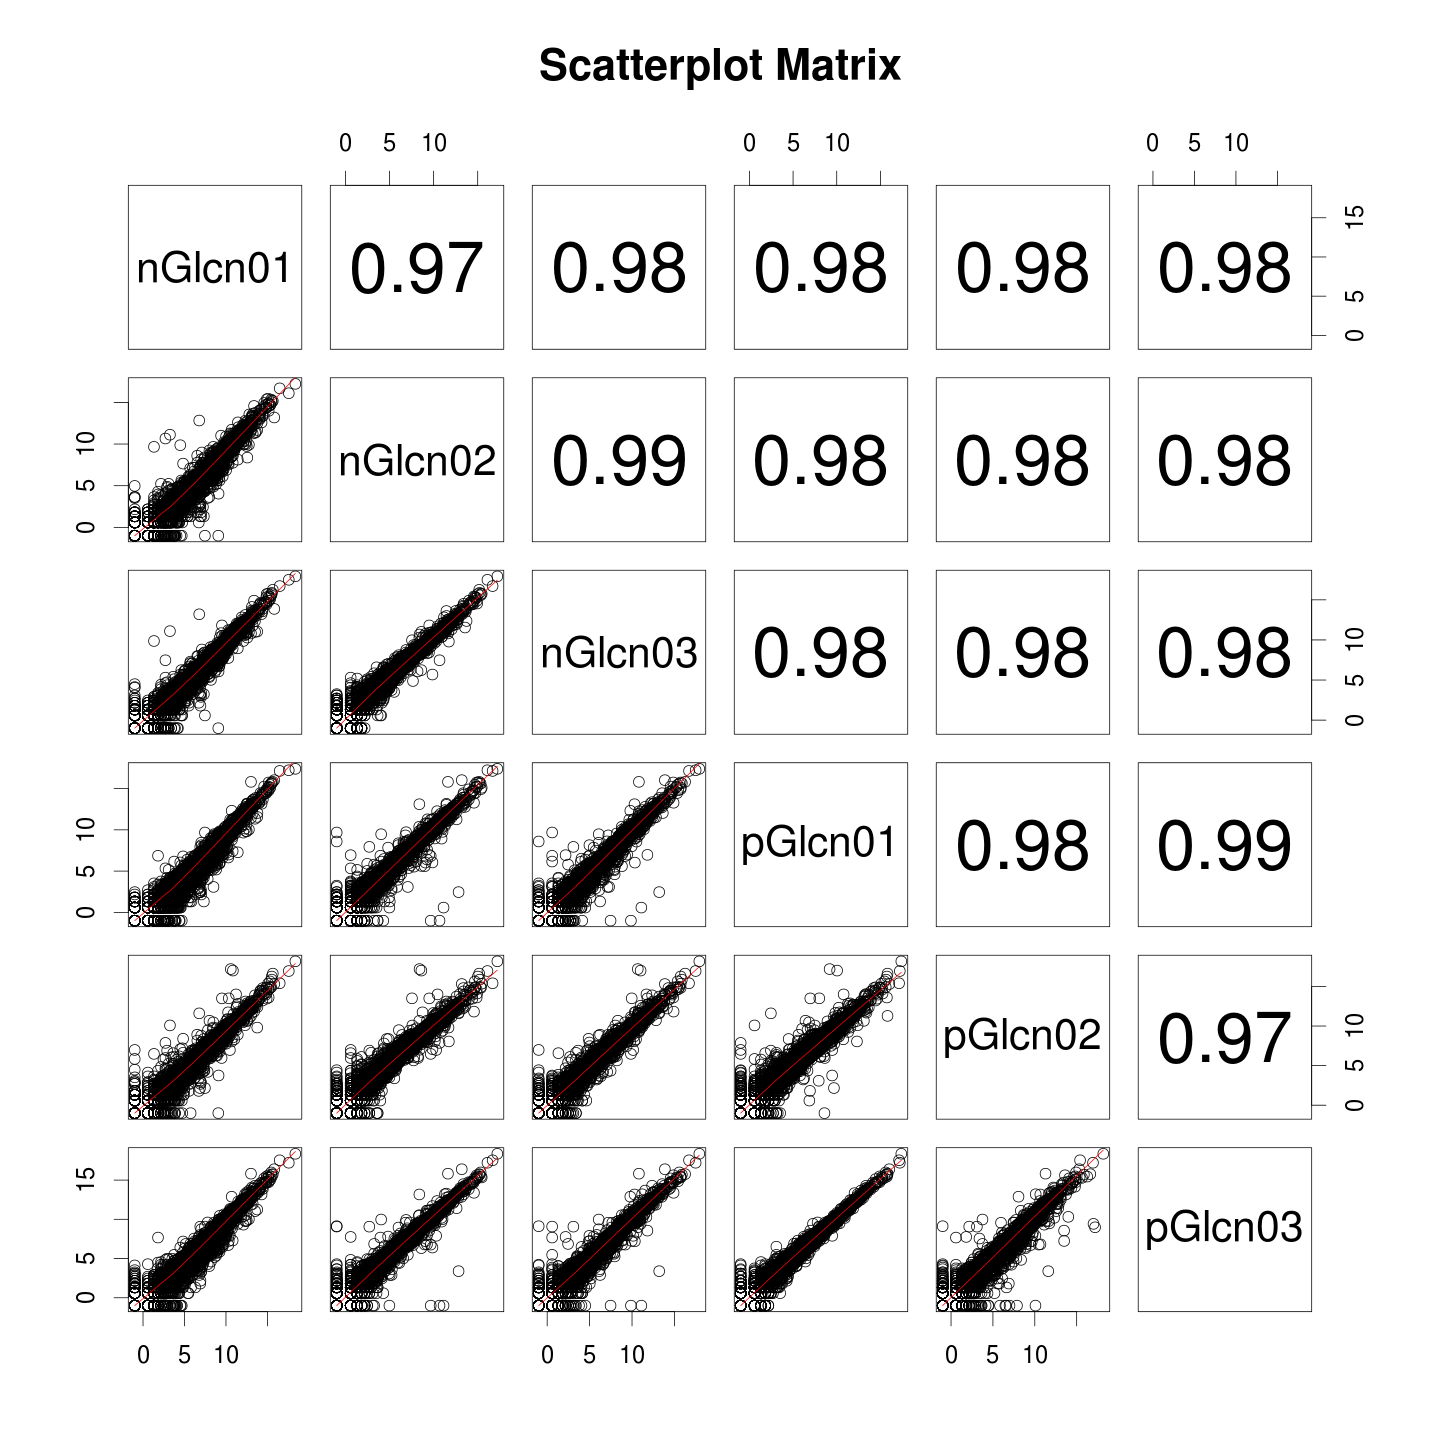 Scatterplot Matrix
0 5 10 0 5 10 0 5 10
nGlcn01 0.97 0.98 0.98 0.98 0.98 0 5 15
0 5 10 nGlcn02 0.99 0.98 0.98 0.98
nGlcn03 0.98 0.98 0.98 0 5 10
0 5 10 pGlcn01 0.98 0.99
pGlcn02 0.97 0 5 10
0 5 15 pGlcn03
0 5 10 0 5 10 0 5 10